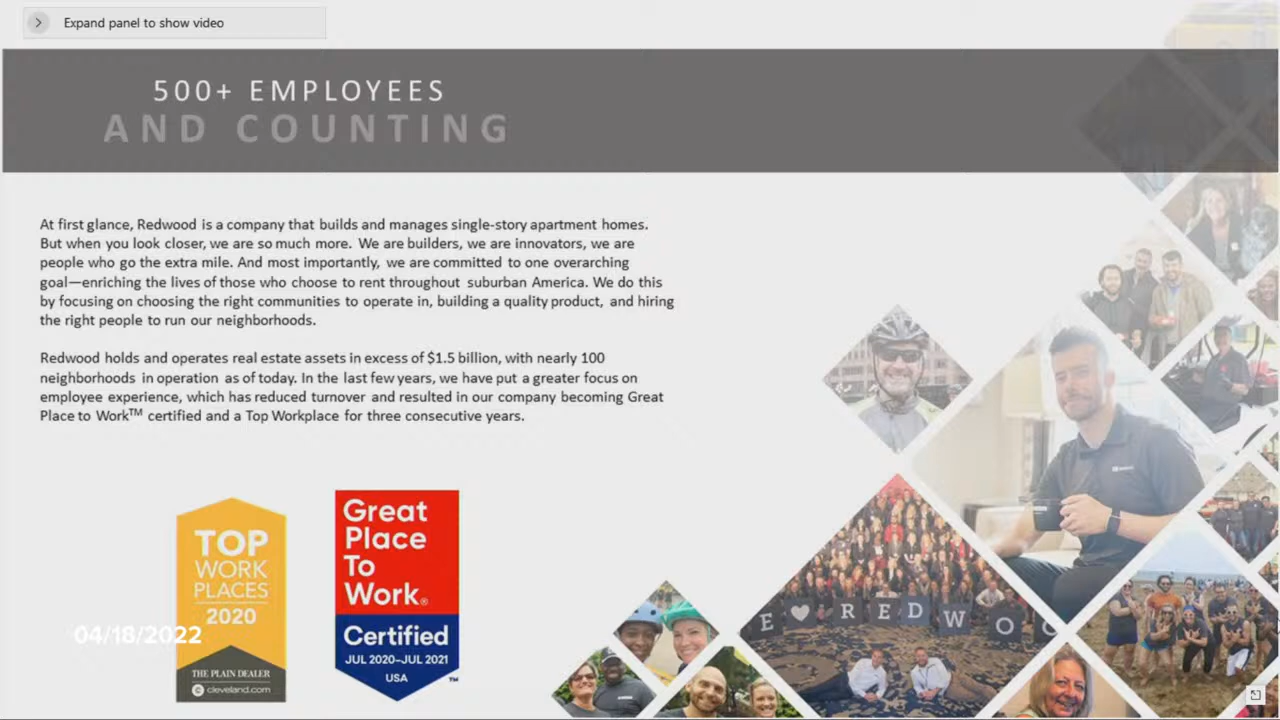 Expand panel to show video
500+ EMPLOYEES
AND COUNTING
At first glance, Redwood is a company that builds and manages single-story apartment homes.
But when you look closer, we are so much more. We are builders, we are innovators, we are
people who go the extra mile. And most importantly, we are committed to one overarching
goal—enriching the lives of those who choose to rent throughout suburban America. We do this
by focusing on choosing the right communities to operate in, building a quality product, and hiring
the right people to run our neighborhoods.
Redwood holds and operates real estate assets in excess of $1.5 billion, with nearly 100
neighborhoods in operation as of today. In the last few years, we have put a greater focus on
employee experience, which has reduced turnover and resulted in our company becoming Great
Place to Work™ certified and a Top Workplace for three consecutive years.
TOP
WORK
PLACES
2020
THE PLAIN DEALER
cleveland.com
Great
Place
To
Work®
Certified
JUL 2020–JUL 2021
USA
™
04/18/2022
E ♥ REDWOO